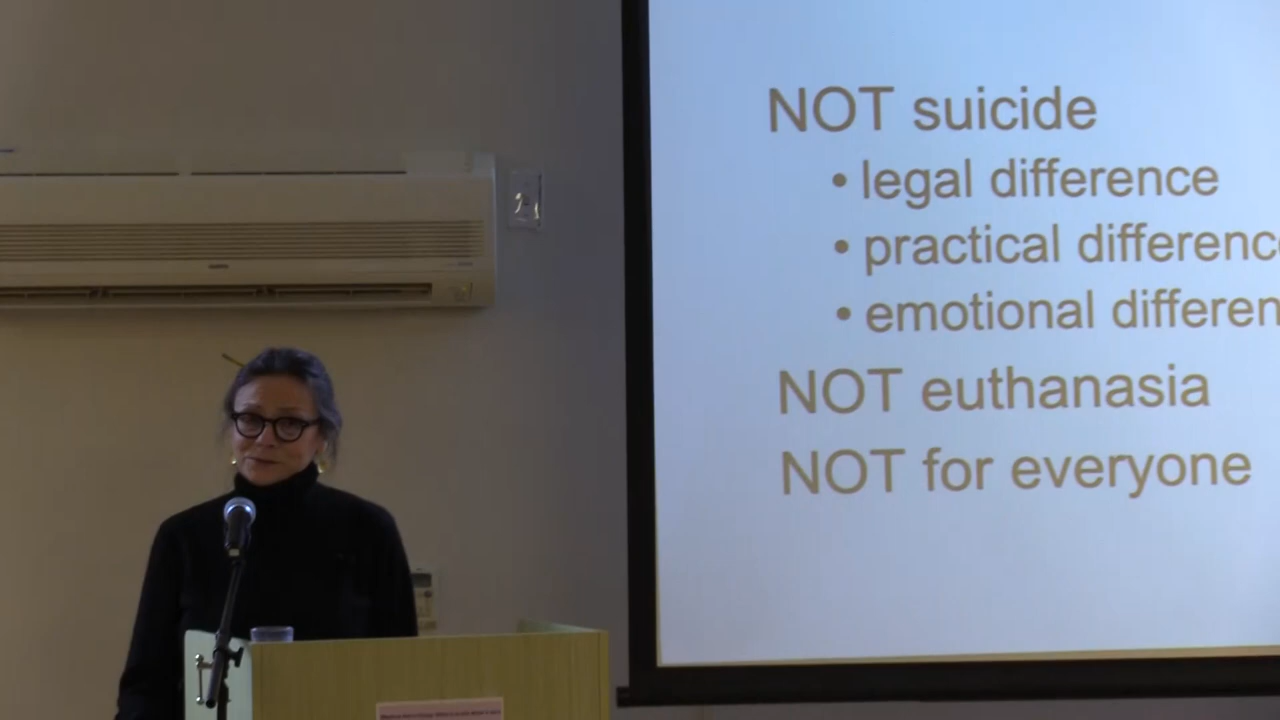 NOT suicide
• legal difference
• practical differenc
• emotional differen
NOT euthanasia
NOT for everyone